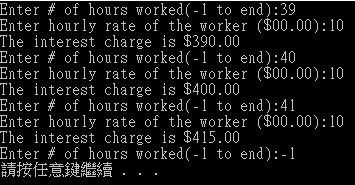 Enter # of hours worked(-1 to end):39
Enter hourly rate of the worker ($00.00):10
The interest charge is $390.00
Enter # of hours worked(-1 to end):40
Enter hourly rate of the worker ($00.00):10
The interest charge is $400.00
Enter # of hours worked(-1 to end):41
Enter hourly rate of the worker ($00.00):10
The interest charge is $415.00
Enter # of hours worked(-1 to end):-1
請按任意鍵繼續 . . .